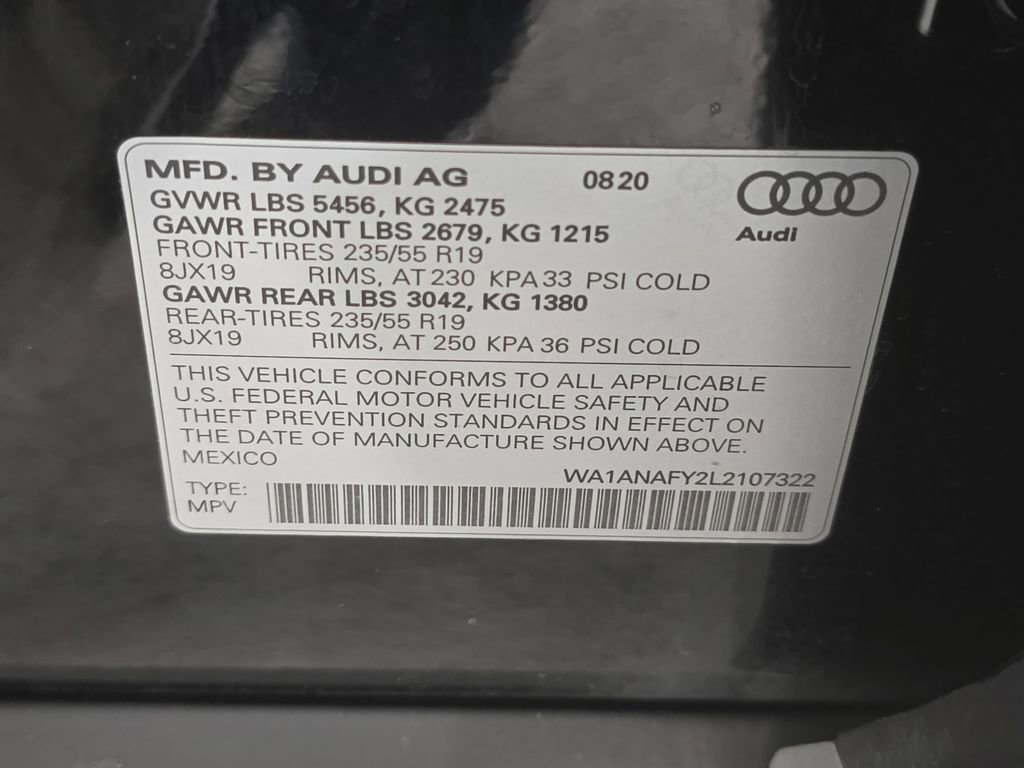 MFD. BY AUDI AG 0820
GVWR LBS 5456, KG 2475
GAWR FRONT LBS 2679, KG 1215
Audi
FRONT-TIRES 235/55 R19
8JX19 RIMS, AT 230 KPA 33 PSI COLD
GAWR REAR LBS 3042, KG 1380
REAR-TIRES 235/55 R19
8JX19 RIMS, AT 250 KPA 36 PSI COLD
THIS VEHICLE CONFORMS TO ALL APPLICABLE
U.S. FEDERAL MOTOR VEHICLE SAFETY AND
THEFT PREVENTION STANDARDS IN EFFECT ON
THE DATE OF MANUFACTURE SHOWN ABOVE.
MEXICO
WA1ANAFY2L2107322
TYPE:
MPV